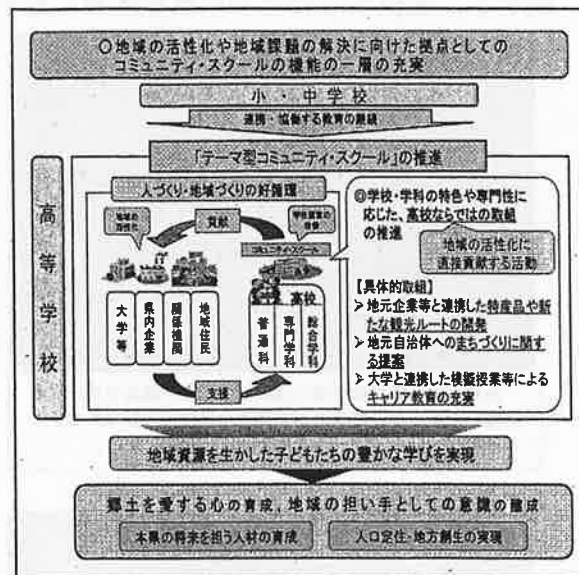 〇地域の活性化や地域課題の解決に向けた拠点としての
コミュニティ・スクールの機能の一層の充実
小・中学校
連携・協働する教育の継続
「テーマ型コミュニティ・スクール」の推進
高等学校
人づくり・地域づくりの好循環
地域の
活性化
貢献
学校運営の
改善
コミュニティ・スクール
大学等
県内企業
関係機関
地域住民
高校
普通科
専門学科
総合学科
支援
◎学校・学科の特色や専門性に
応じた、高校ならではの取組
の推進
地域の活性化に
直接貢献する活動
【具体的取組】
➢地元企業等と連携した特産品や新
たな観光ルートの開発
➢地元自治体へのまちづくりに関す
る提案
➢大学と連携した模擬授業等による
キャリア教育の充実
地域資源を生かした子どもたちの豊かな学びを実現
郷土を愛する心の育成、地域の担い手としての意識の醸成
本県の将来を担う人材の育成
人口定住・地方創生の実現